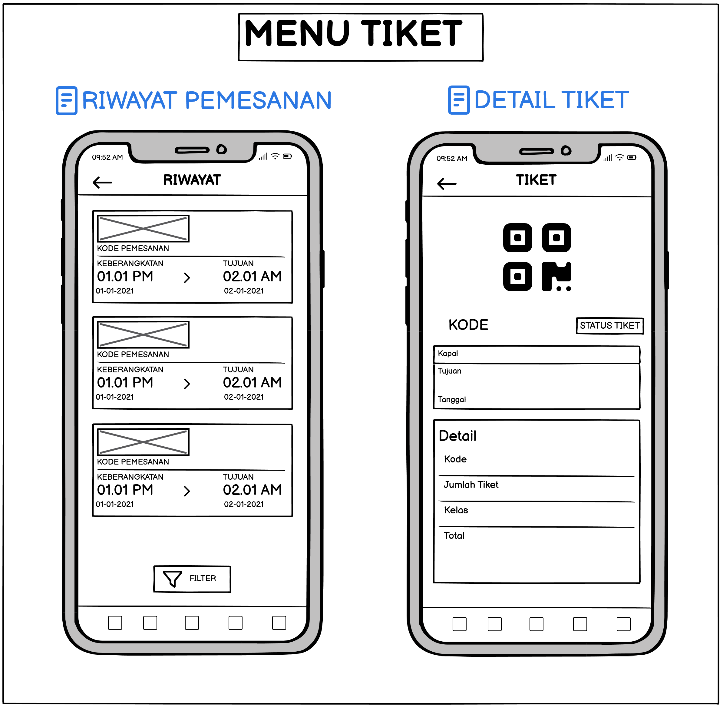 MENU TIKET
RIWAYAT PEMESANAN
09:52 AM
RIWAYAT
KODE PEMESANAN
KEBERANGKATAN TUJUAN
01.01 PM > 02.01 AM
01-01-2021 02-01-2021
KODE PEMESANAN
KEBERANGKATAN TUJUAN
01.01 PM > 02.01 AM
01-01-2021 02-01-2021
KODE PEMESANAN
KEBERANGKATAN TUJUAN
01.01 PM > 02.01 AM
01-01-2021 02-01-2021
FILTER
DETAIL TIKET
09:52 AM
TIKET
KODE STATUS TIKET
Kapal
Tujuan
Tanggal
Detail
Kode
Jumlah Tiket
Kelas
Total